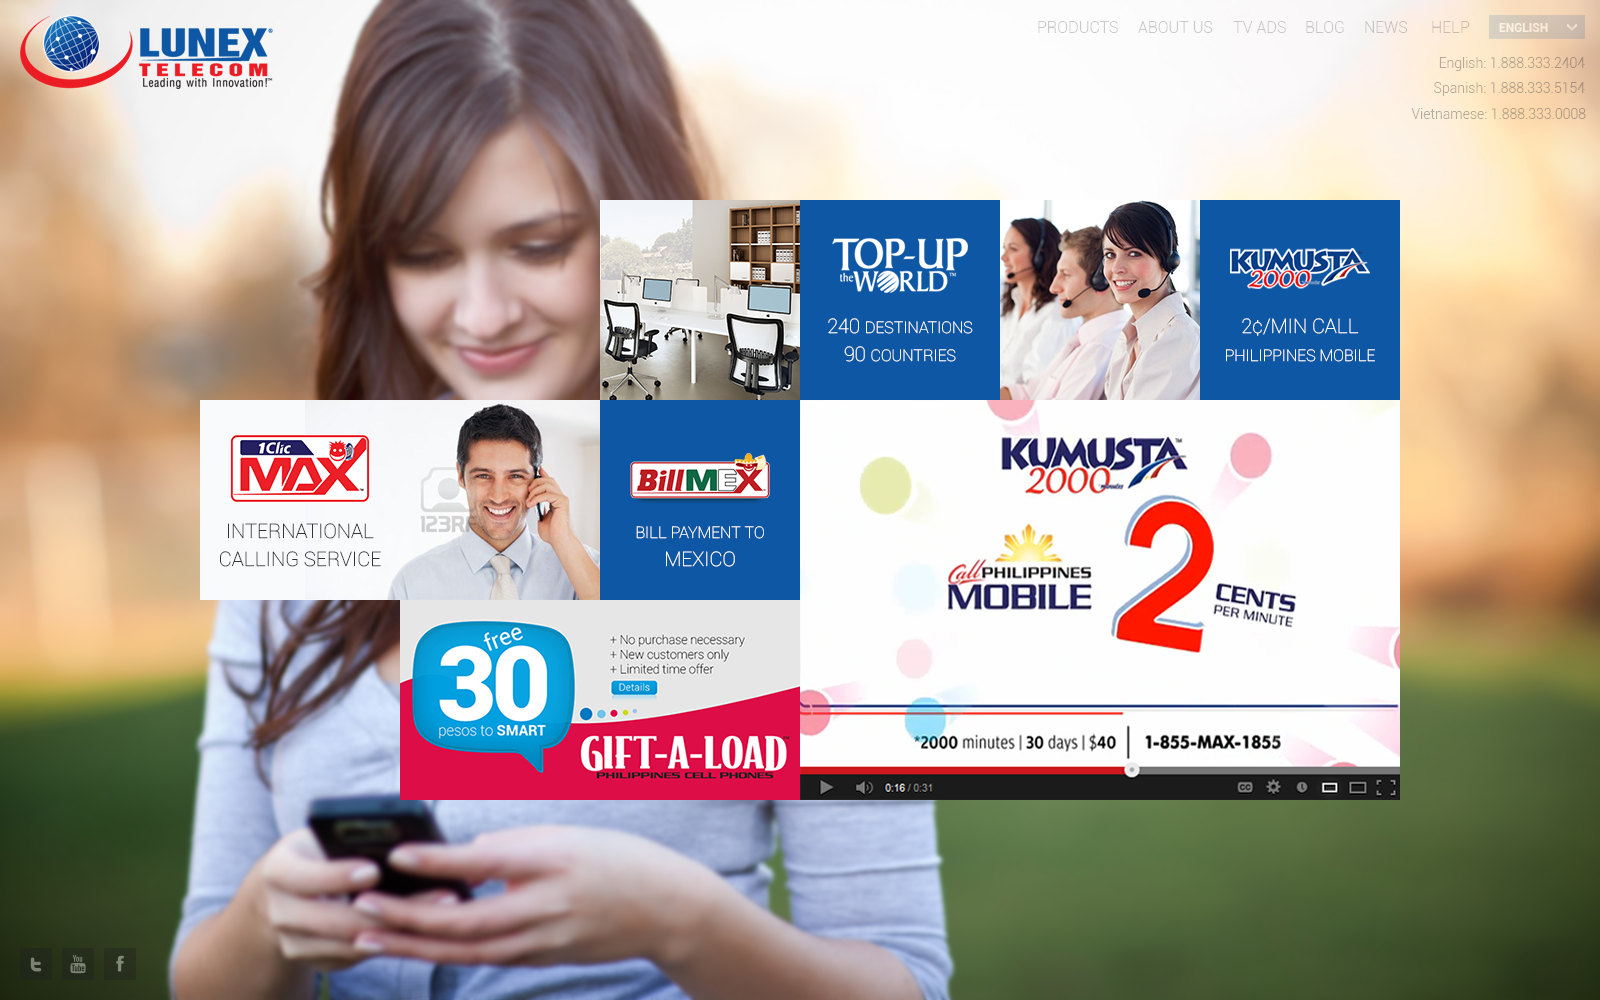 LUNEX
TELECOM
Leading with Innovation!™
PRODUCTS ABOUT US TV ADS BLOG NEWS HELP ENGLISH
English: 1.888.333.2404
Spanish: 1.888.333.5154
Vietnamese: 1.888.333.0008
TOP-UP
the WORLD™
240 DESTINATIONS
90 COUNTRIES
KUMUSTA
2000 minutes
2¢/MIN CALL
PHILIPPINES MOBILE
1Clic
MAX
INTERNATIONAL
CALLING SERVICE
123RF
BillMEX
BILL PAYMENT TO
MEXICO
KUMUSTA™
2000 minutes
Call PHILIPPINES
MOBILE
2 CENTS
PER MINUTE
*2000 minutes | 30 days | $40 1-855-MAX-1855
0:16 / 0:31
CC
free
30
pesos to SMART
+ No purchase necessary
+ New customers only
+ Limited time offer
Details
GIFT-A-LOAD™
PHILIPPINES CELL PHONES
You
Tube